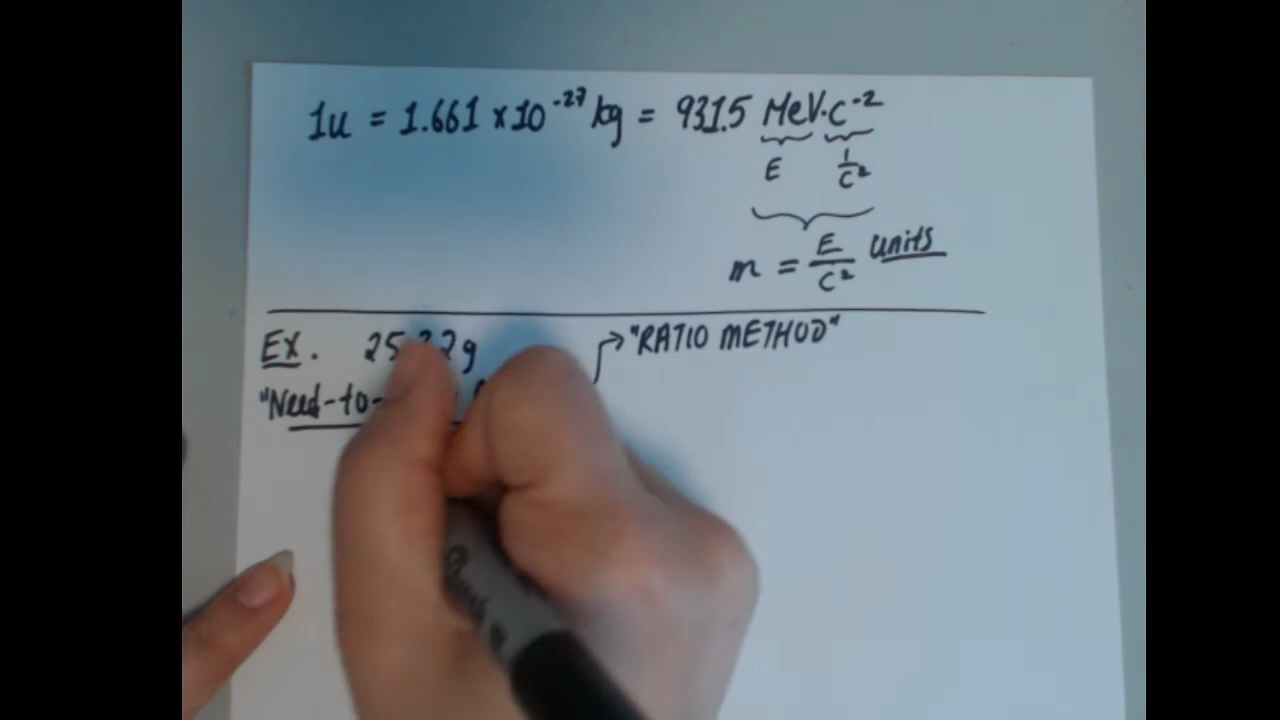 1u = 1.661 ×10⁻²⁷ kg = 931.5 MeV·c⁻²
E 1/c²
m = E/c² units
Ex. g "RATIO METHOD"
"Need-to-